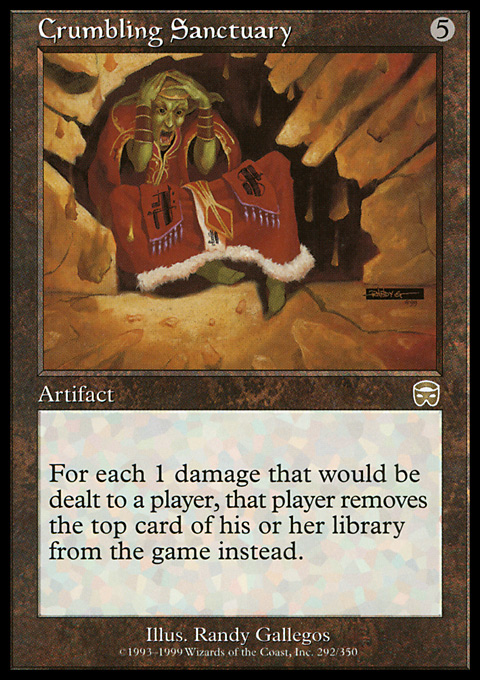 Crumbling Sanctuary 5
Artifact
For each 1 damage that would be
dealt to a player, that player removes
the top card of his or her library
from the game instead.
Illus. Randy Gallegos
©1993–1999 Wizards of the Coast, Inc. 292/350